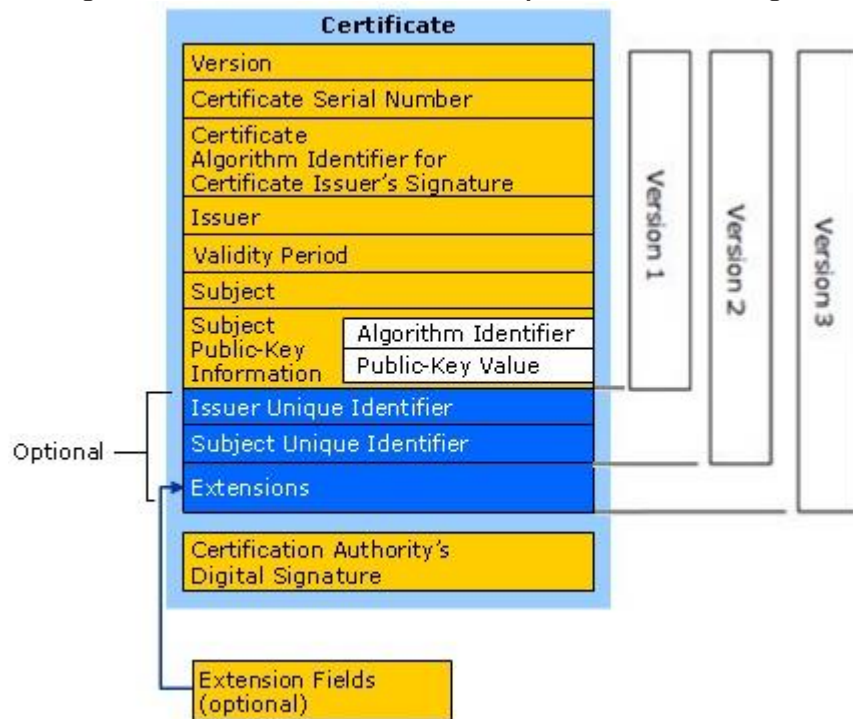 Certificate
Version
Certificate Serial Number
Certificate
Algorithm Identifier for
Certificate Issuer's Signature
Issuer
Validity Period
Subject
Subject
Public-Key
Information
Algorithm Identifier
Public-Key Value
Issuer Unique Identifier
Subject Unique Identifier
Extensions
Optional
Certification Authority's
Digital Signature
Extension Fields
(optional)
Version 1
Version 2
Version 3